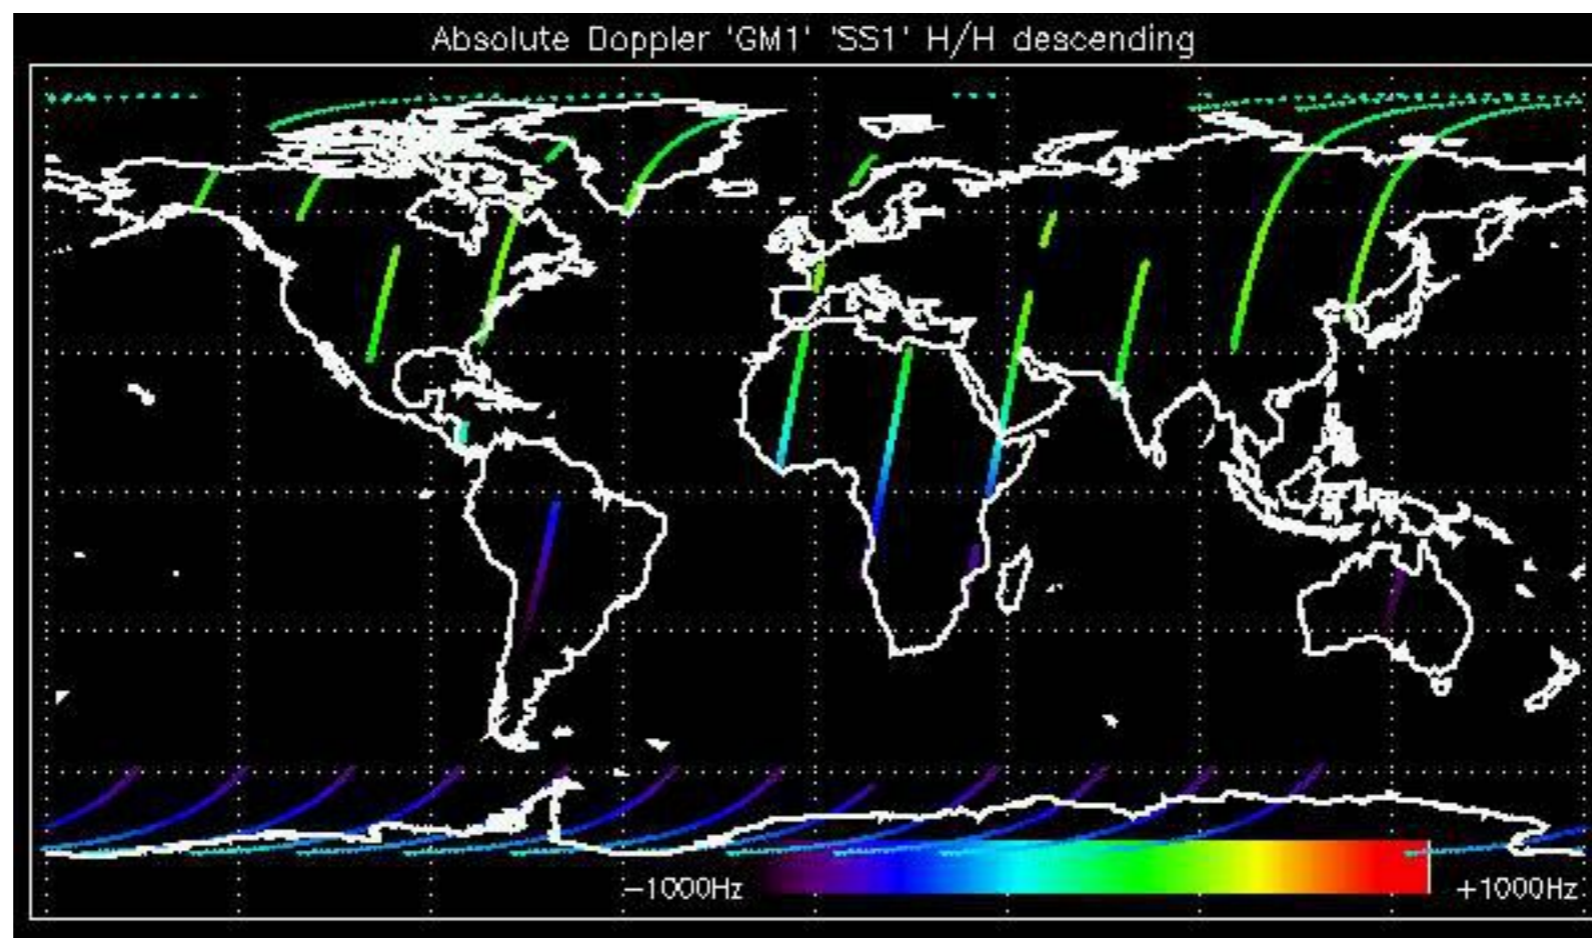 Absolute Doppler 'GM1' 'SS1' H/H descending
−1000Hz
+1000Hz